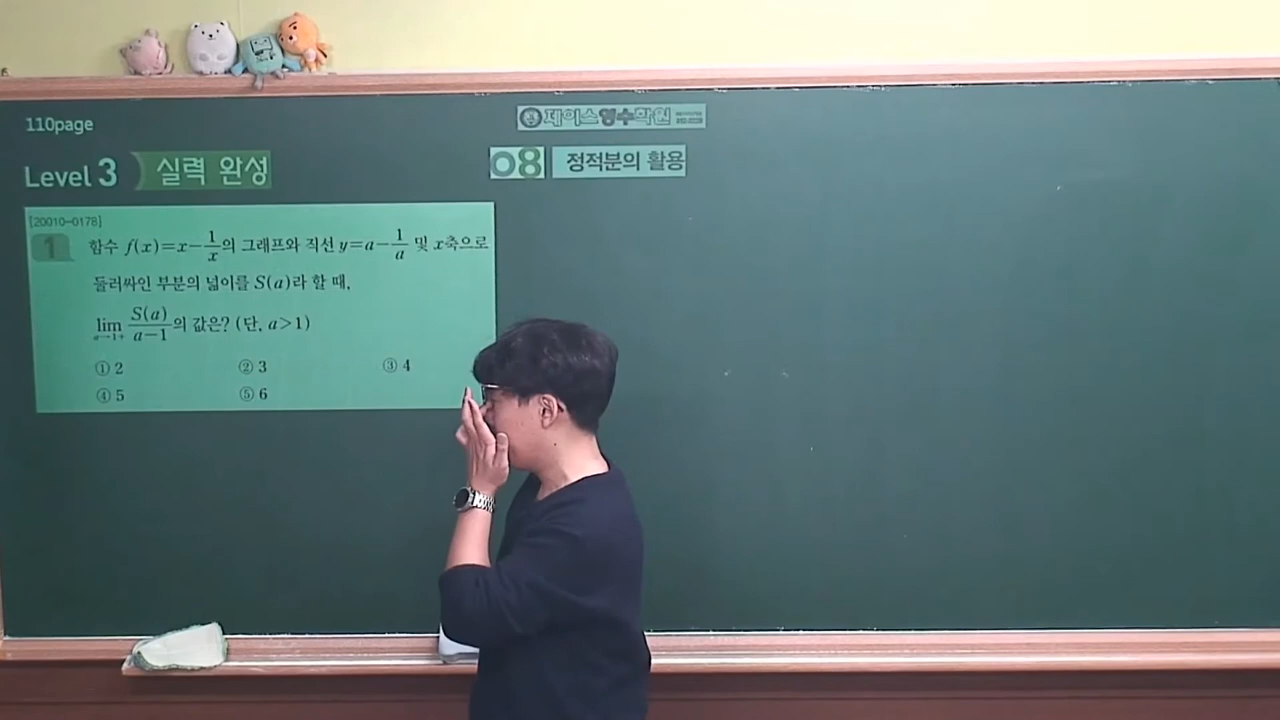 110page
제이스영수학원
Level 3 실력 완성
08 정적분의 활용
[20010-0178]
1 함수 f(x)=x-1/x의 그래프와 직선 y=a-1/a 및 x축으로
둘러싸인 부분의 넓이를 S(a)라 할 때,
lim a→1+ S(a)/a-1의 값은? (단, a>1)
① 2 ② 3 ③ 4
④ 5 ⑤ 6